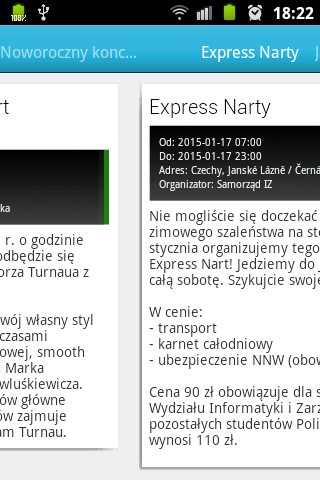 100%
18:22
Noworoczny konc...
Express Narty
J
rt
ka
r. o godzinie
odbędzie się
orza Turnaua z
wój własny styl
czasami
owej, smooth
Marka
wluśkiewicza.
ów główne
ów zajmuje
am Turnau.
Express Narty
Od: 2015-01-17 07:00
Do: 2015-01-17 23:00
Adres: Czechy, Janské Lázně / Černá
Organizator: Samorząd IZ
Nie mogliście się doczekać
zimowego szaleństwa na sto
stycznia organizujemy tego
Express Nart! Jedziemy do J
całą sobotę. Szykujcie swoje
W cenie:
- transport
- karnet całodniowy
- ubezpieczenie NNW (obow
Cena 90 zł obowiązuje dla s
Wydziału Informatyki i Zarz
pozostałych studentów Poli
wynosi 110 zł.